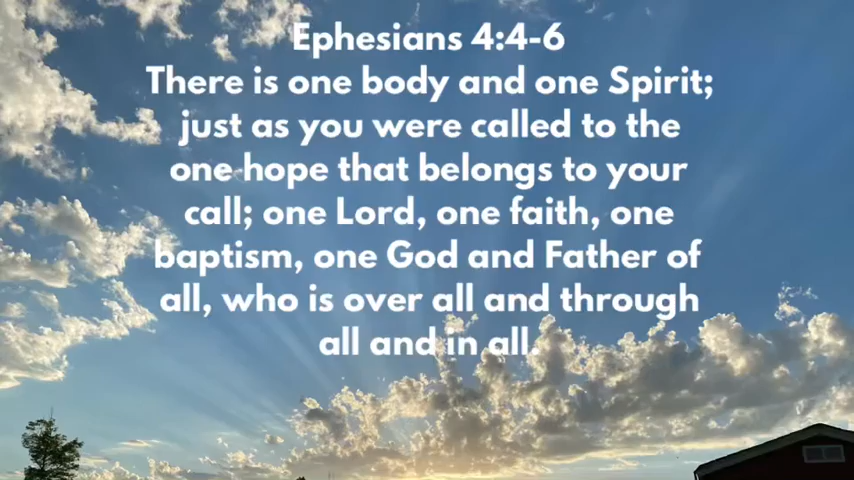 Ephesians 4:4-6
There is one body and one Spirit;
just as you were called to the
one hope that belongs to your
call; one Lord, one faith, one
baptism, one God and Father of
all, who is over all and through
all and in all.